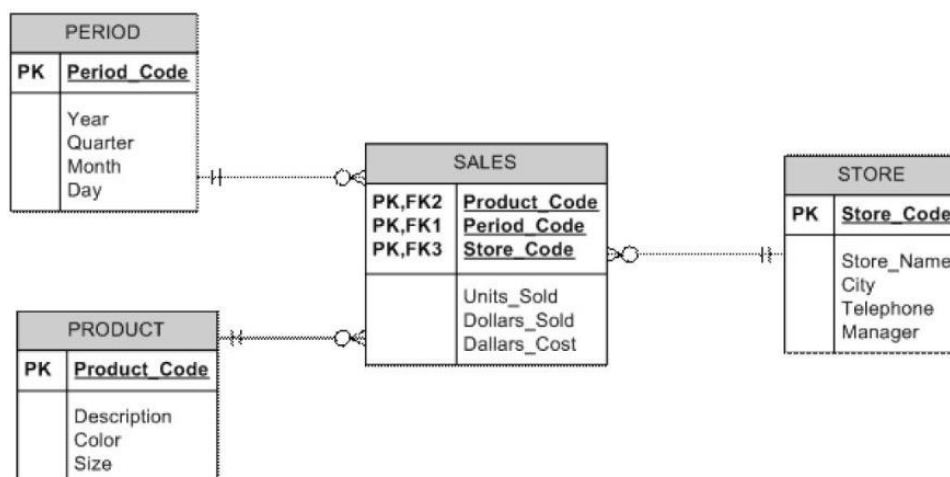 PERIOD
PK Period_Code
Year
Quarter
Month
Day
SALES
PK,FK2 Product_Code
PK,FK1 Period_Code
PK,FK3 Store_Code
Units_Sold
Dollars_Sold
Dallars_Cost
STORE
PK Store_Code
Store_Name
City
Telephone
Manager
PRODUCT
PK Product_Code
Description
Color
Size